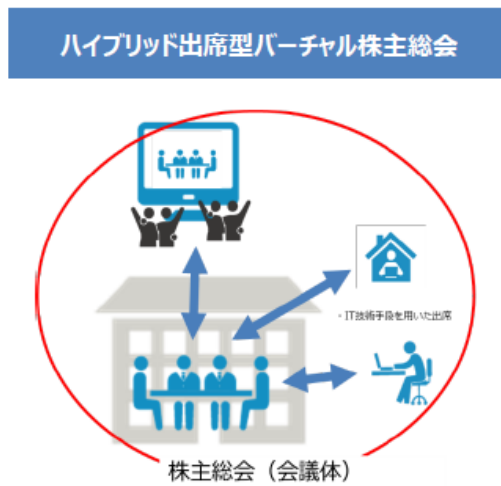 ハイブリッド出席型バーチャル株主総会
・IT技術手段を用いた出席
株主総会（会議体）